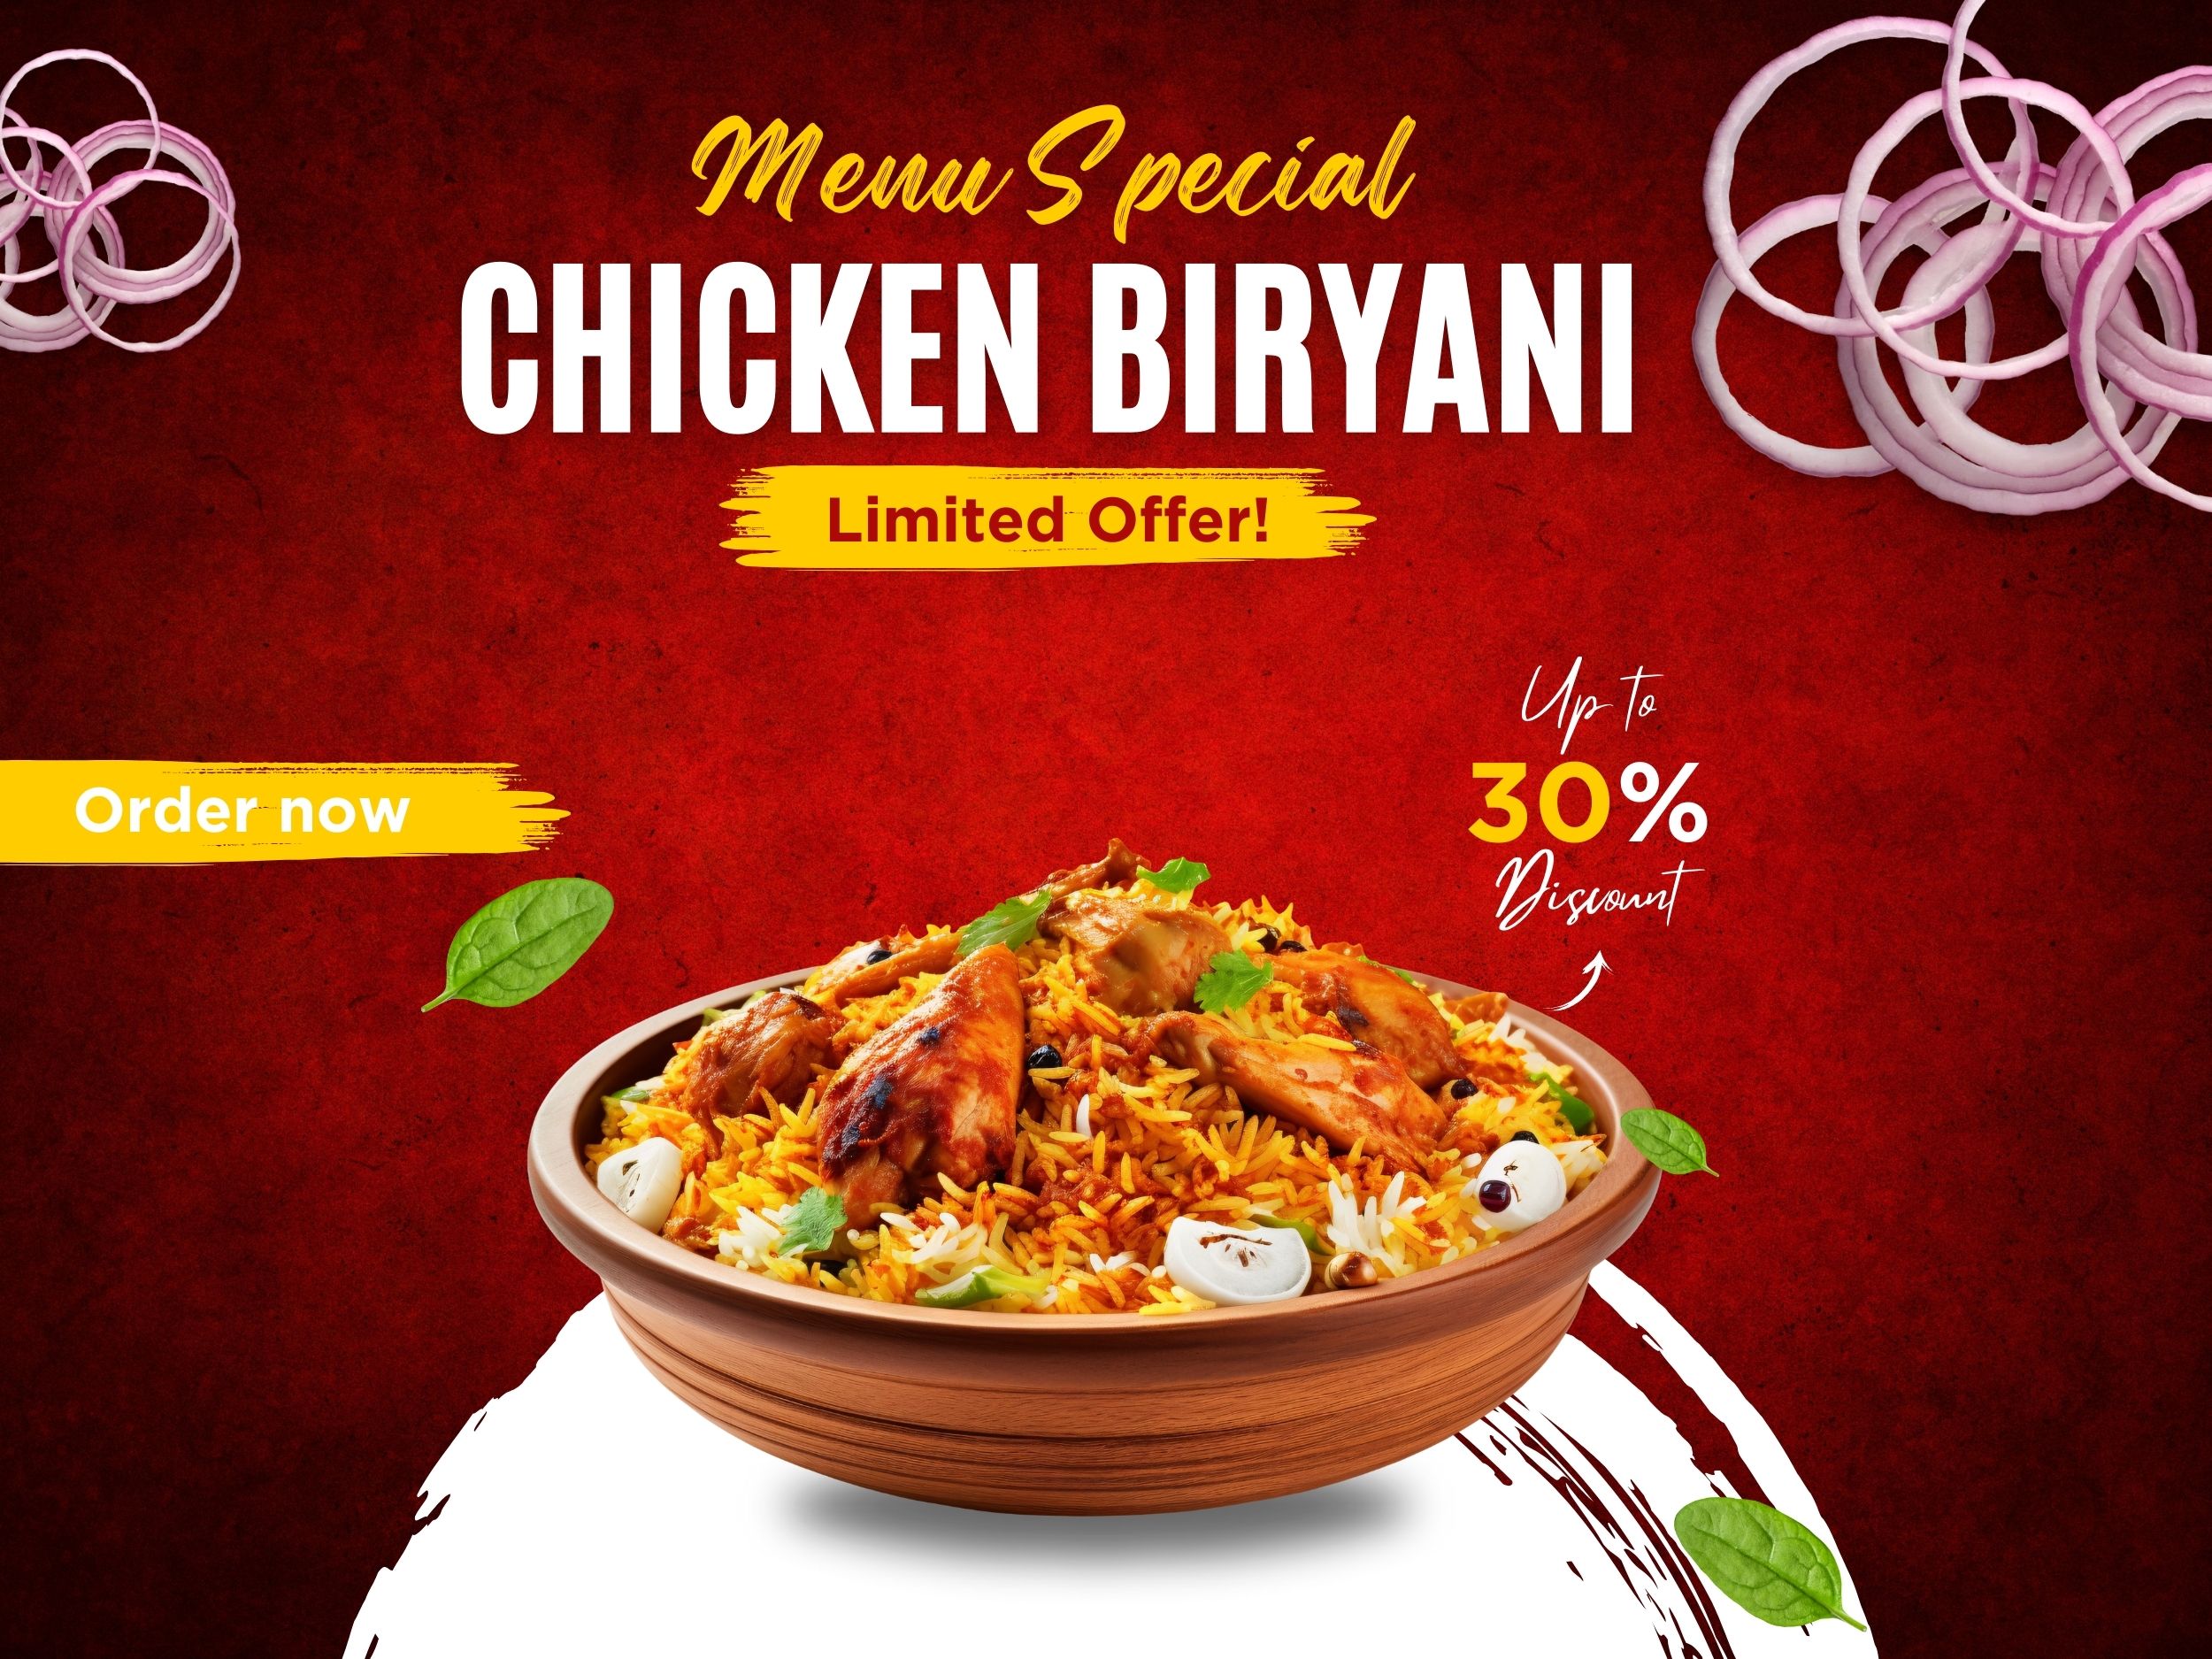 Menu Special
CHICKEN BIRYANI
Limited Offer!
Up to
30%
Discount
Order now